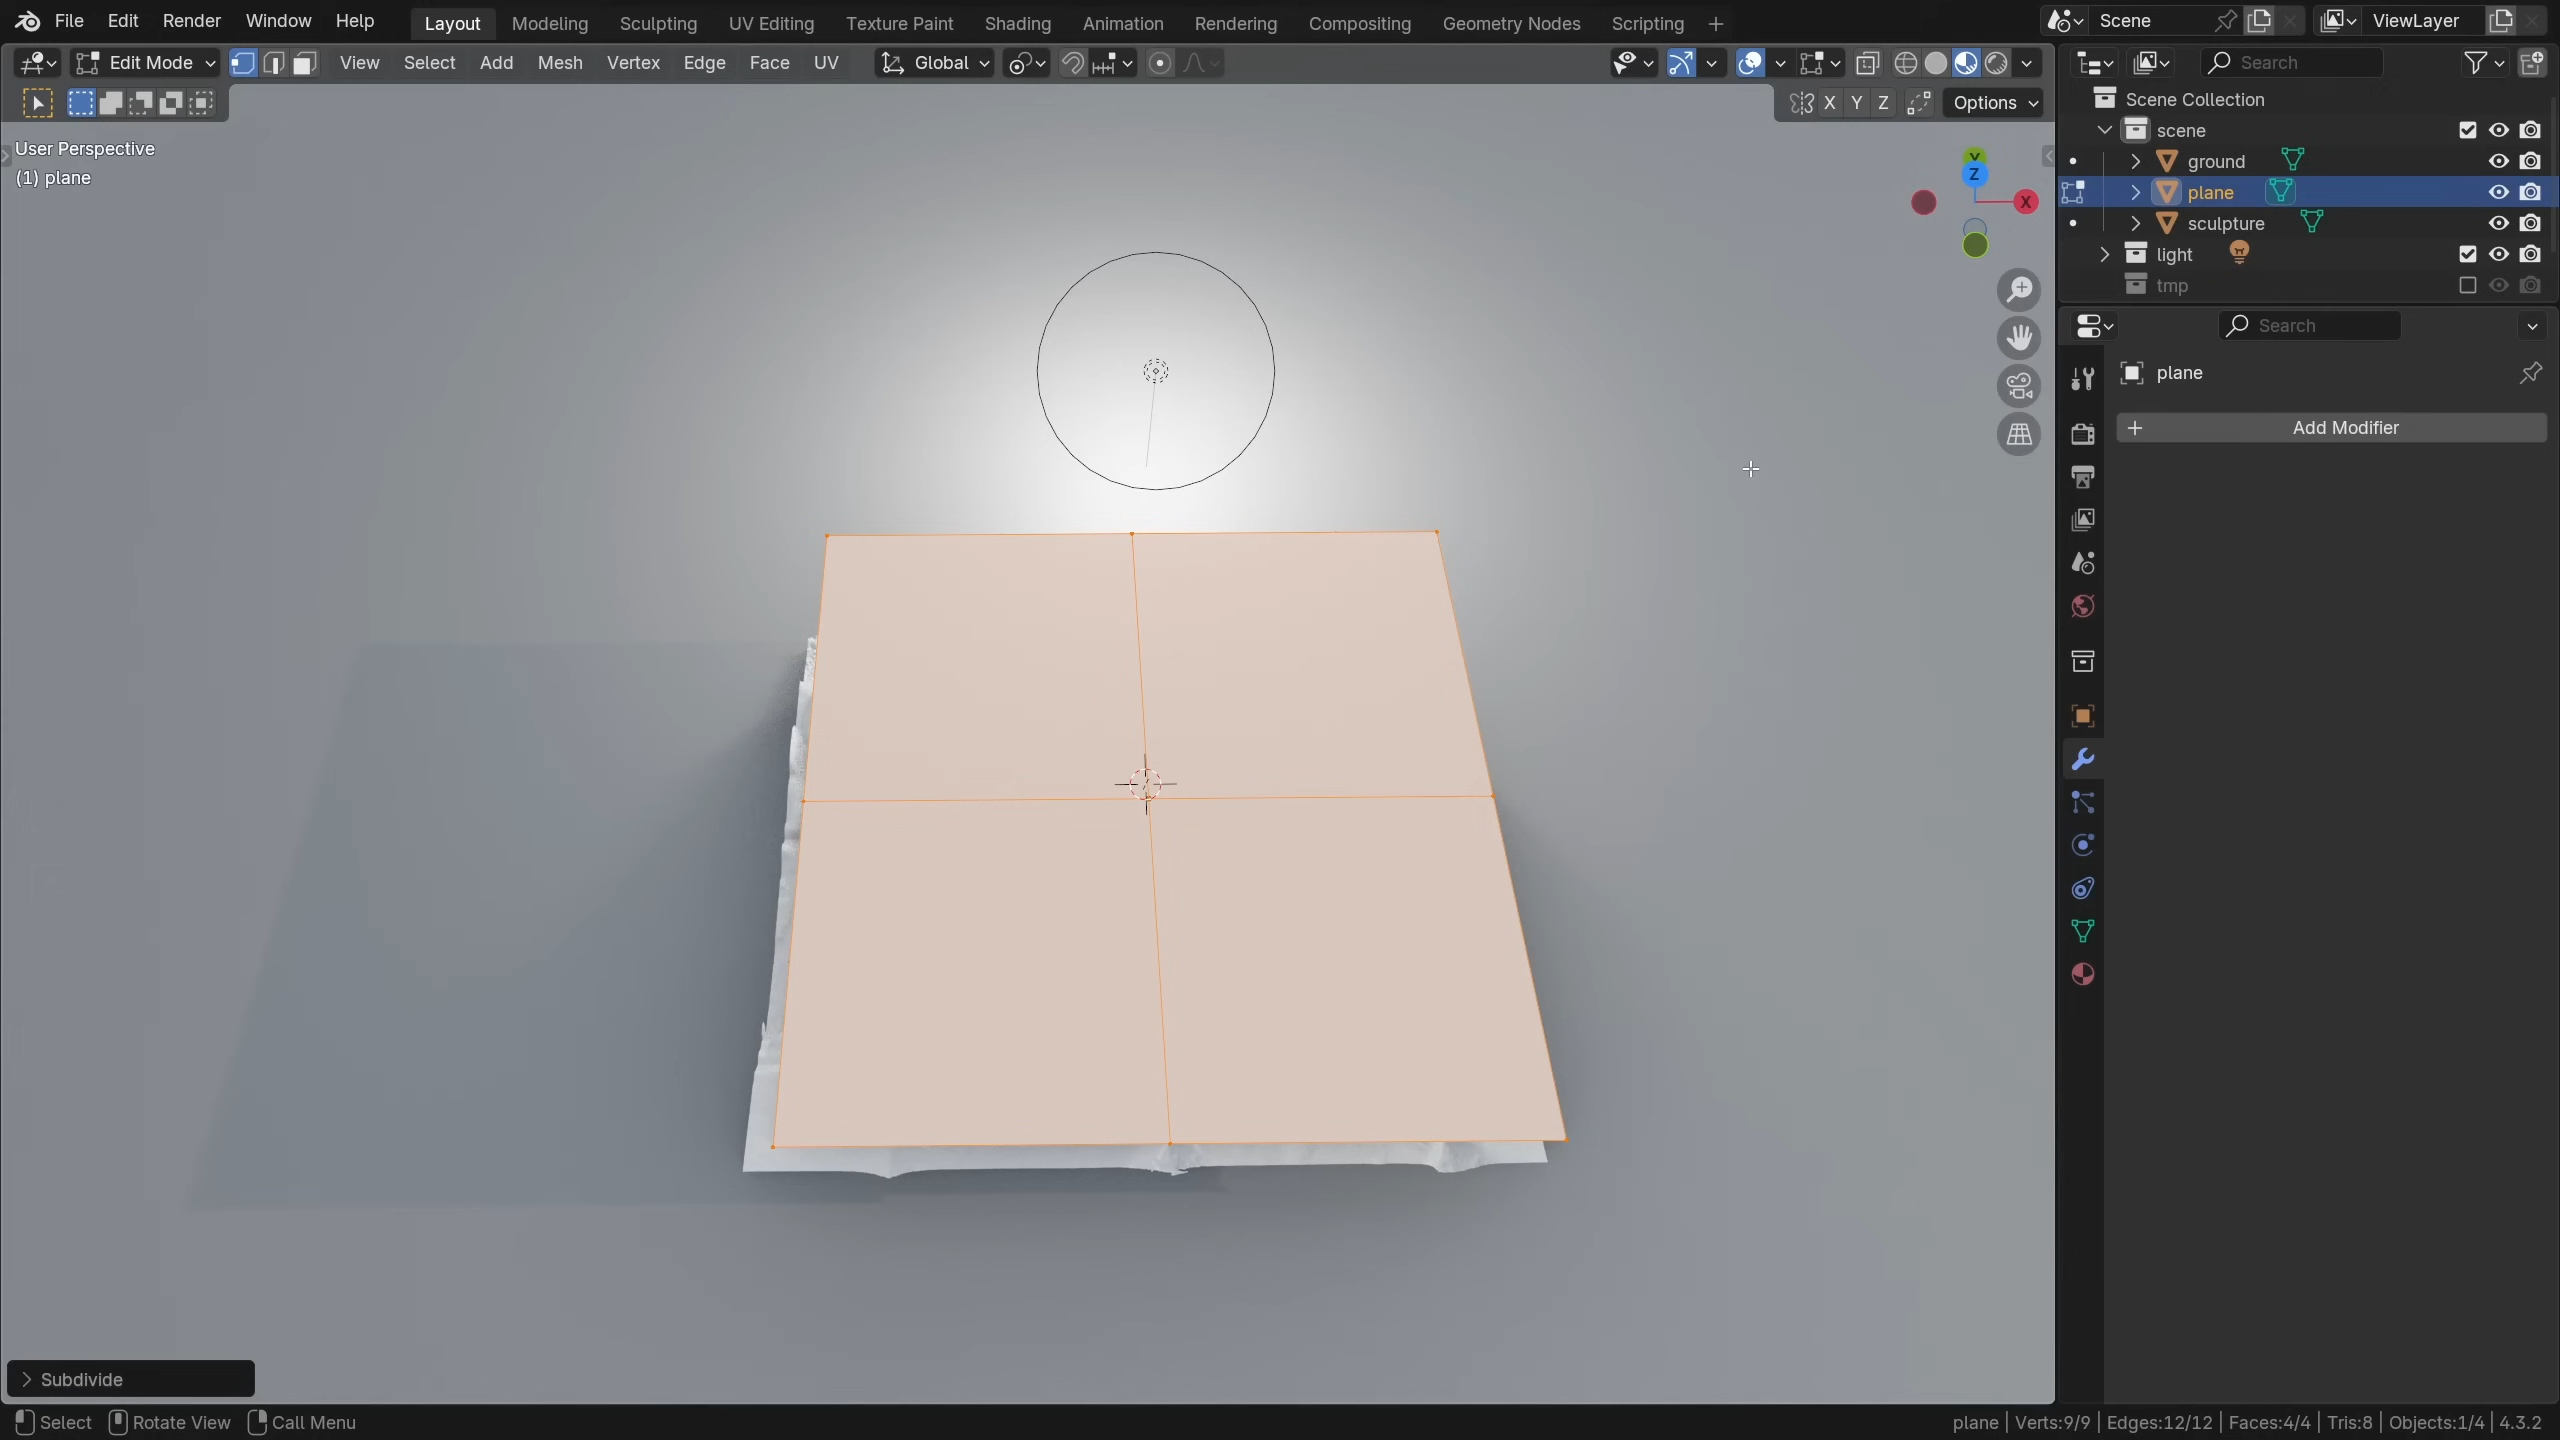 File Edit Render Window Help
Layout Modeling Sculpting UV Editing Texture Paint Shading Animation Rendering Compositing Geometry Nodes Scripting +
Scene
ViewLayer
Edit Mode
View Select Add Mesh Vertex Edge Face UV
Global
Search
X Y Z
Options
User Perspective
(1) plane
Y
Z
X
Scene Collection
scene
ground
plane
sculpture
light
tmp
Search
plane
+ Add Modifier
Subdivide
Select Rotate View Call Menu
plane | Verts:9/9 | Edges:12/12 | Faces:4/4 | Tris:8 | Objects:1/4 | 4.3.2